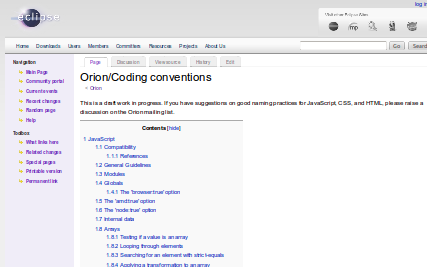 log in
eclipse
Visit other Eclipse Sites
Home Downloads Users Members Committers Resources Projects About Us
Go Search
Navigation
Main Page
Community portal
Current events
Recent changes
Random page
Help
Toolbox
What links here
Related changes
Special pages
Printable version
Permanent link
Page Discussion View source History Edit
Orion/Coding conventions
Orion
This is a draft work in progress. If you have suggestions on good naming practices for JavaScript, CSS, and HTML, please raise a
discussion on the Orion mailing list.
Contents [hide]
1 JavaScript
1.1 Compatibility
1.1.1 References
1.2 General Guidelines
1.3 Modules
1.4 Globals
1.4.1 The 'browser:true' option
1.5 The 'amd:true' option
1.6 The 'node:true' option
1.7 Internal data
1.8 Arrays
1.8.1 Testing if a value is an array
1.8.2 Looping through elements
1.8.3 Searching for an element with strict-equals
1.8.4 Applying a transformation to an array